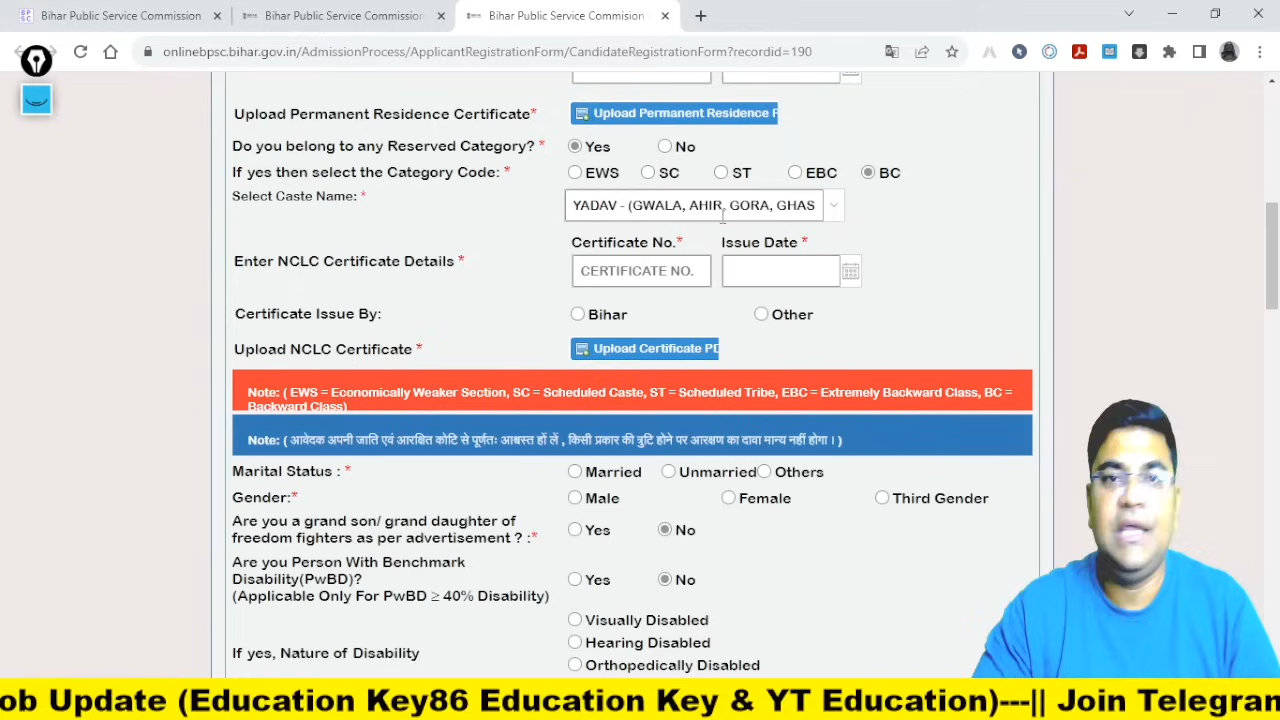 Bihar Public Service Commission
Bihar Public Service Commission
Bihar Public Service Commision
onlinebpsc.bihar.gov.in/AdmissionProcess/ApplicantRegistrationForm/CandidateRegistrationForm?recordid=190
Upload Permanent Residence Certificate*
Upload Permanent Residence F
Do you belong to any Reserved Category? *
Yes No
If yes then select the Category Code: *
EWS SC ST EBC BC
Select Caste Name: *
YADAV - (GWALA, AHIR, GORA, GHAS
Certificate No.* Issue Date *
Enter NCLC Certificate Details *
CERTIFICATE NO.
Certificate Issue By:
Bihar Other
Upload NCLC Certificate *
Upload Certificate PD
Note: ( EWS = Economically Weaker Section, SC = Scheduled Caste, ST = Scheduled Tribe, EBC = Extremely Backward Class, BC =
Backward Class)
Note: ( आवेदक अपनी जाति एवं आरक्षित कोटि से पूर्णतः आश्वस्त हों लें , किसी प्रकार की त्रुटि होने पर आरक्षण का दावा मान्य नहीं होगा । )
Marital Status : *
Married Unmarried Others
Gender:*
Male Female Third Gender
Are you a grand son/ grand daughter of
freedom fighters as per advertisement ? :*
Yes No
Are you Person With Benchmark
Disability(PwBD)?
(Applicable Only For PwBD ≥ 40% Disability)
Yes No
Visually Disabled
Hearing Disabled
If yes, Nature of Disability
Orthopedically Disabled
ob Update (Education Key86 Education Key & YT Education)---|| Join Telegran